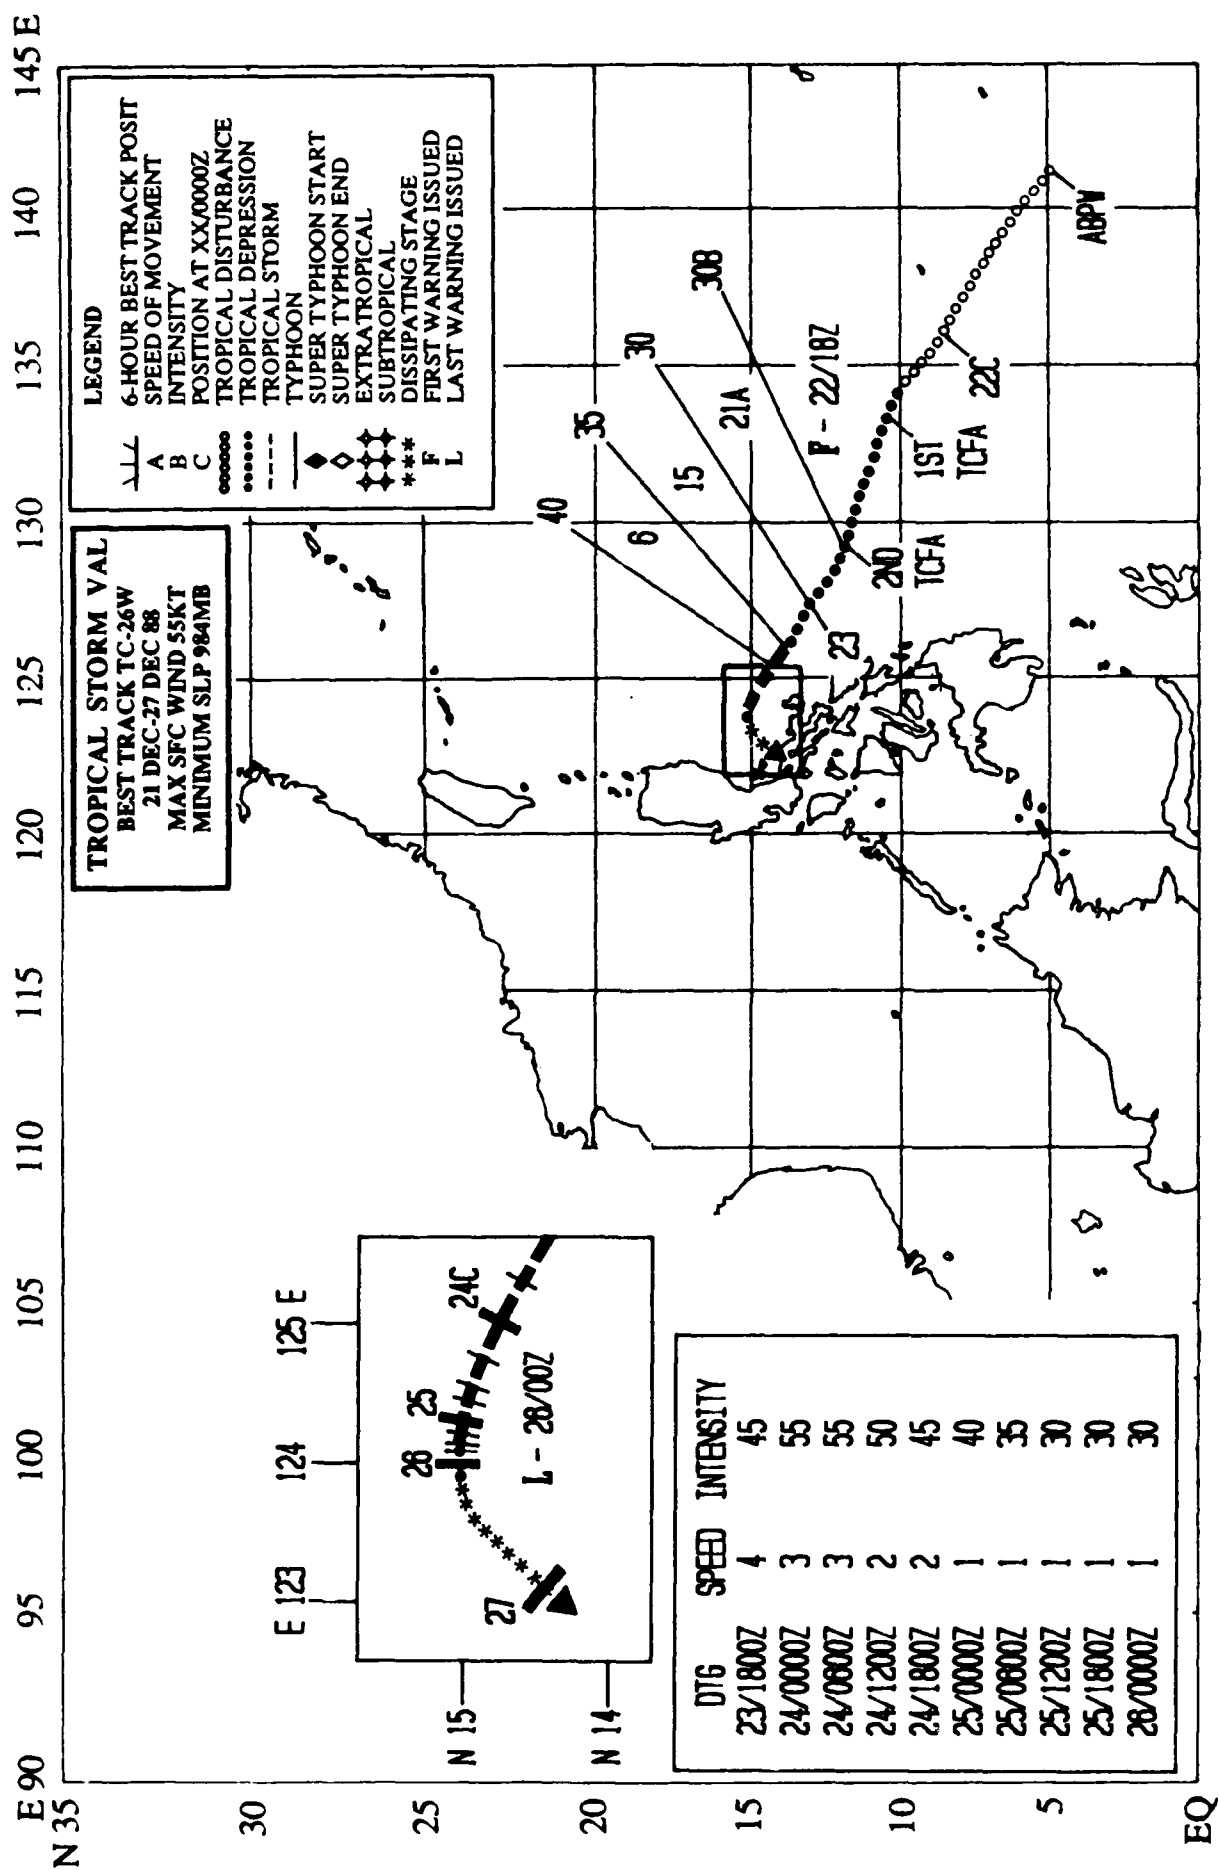 TROPICAL STORM VAL
BEST TRACK TC-26W
21 DEC-27 DEC 88
MAX SFC WIND 55KT
MINIMUM SLP 984MB
LEGEND
6-HOUR BEST TRACK POSIT
A SPEED OF MOVEMENT
B INTENSITY
C POSITION AT XX/0000Z
TROPICAL DISTURBANCE
TROPICAL DEPRESSION
TROPICAL STORM
TYPHOON
SUPER TYPHOON START
SUPER TYPHOON END
EXTRATROPICAL
SUBTROPICAL
*** DISSIPATING STAGE
F FIRST WARNING ISSUED
L LAST WARNING ISSUED
E 90 95 100 105 110 115 120 125 130 135 140 145 E
N 35
30
25
20
15
10
5
EQ
E 123 124 125 E
N 15
N 14
27
26
25
24C
L - 26/00Z
40
35
30
30B
6
15
21A
F - 22/18Z
23
2ND
TCFA
1ST
TCFA
22C
ABPW
DTG SPEED INTENSITY
23/1800Z 4 45
24/0000Z 3 55
24/0600Z 3 55
24/1200Z 2 50
24/1800Z 2 45
25/0000Z 1 40
25/0600Z 1 35
25/1200Z 1 30
25/1800Z 1 30
26/0000Z 1 30